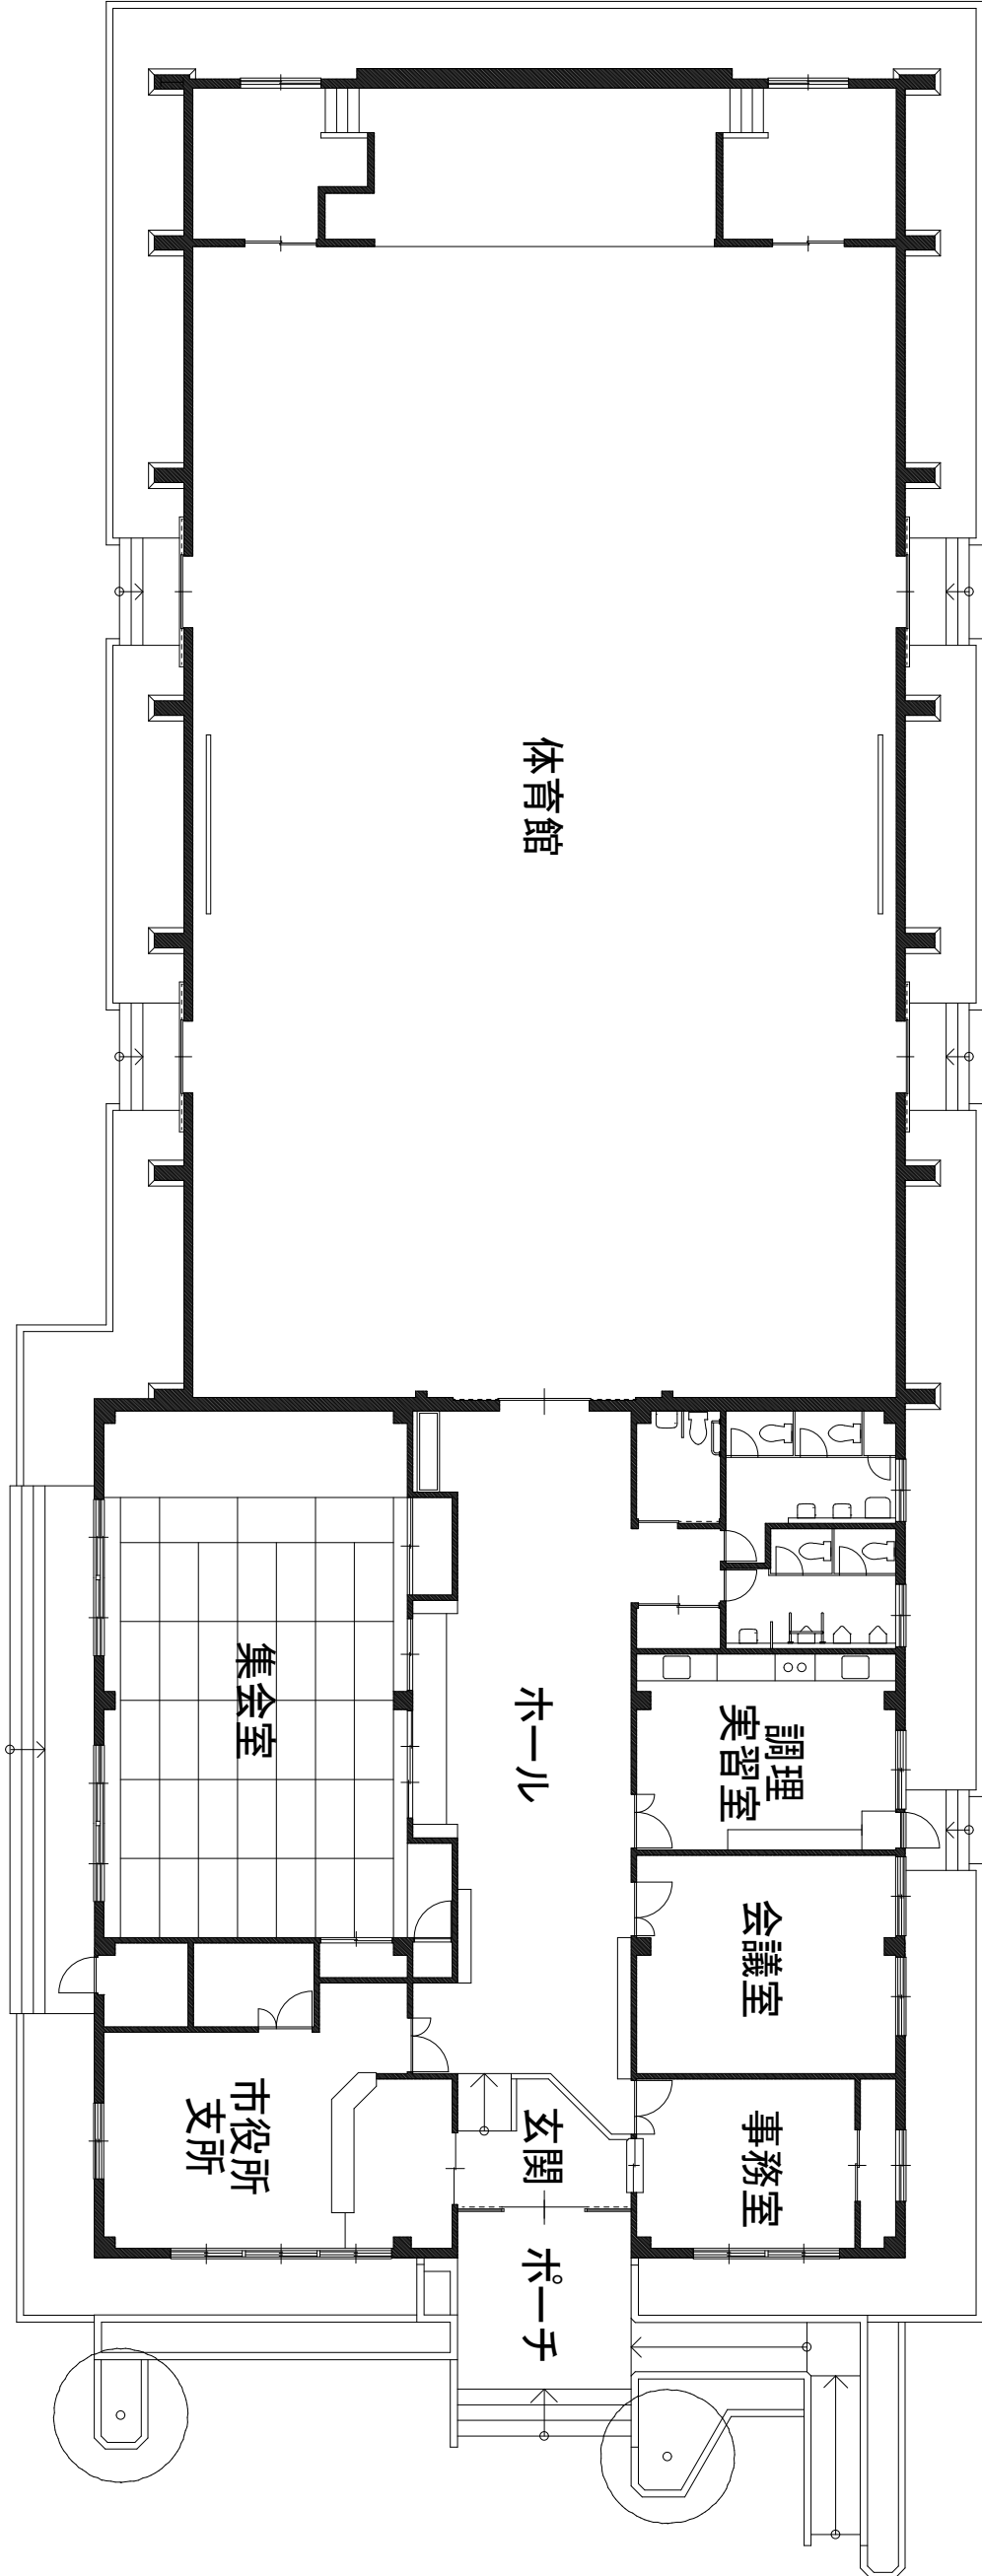 体育館
ホール
集会室
調理
実習室
会議室
事務室
市役所
支所
玄関
ポーチ